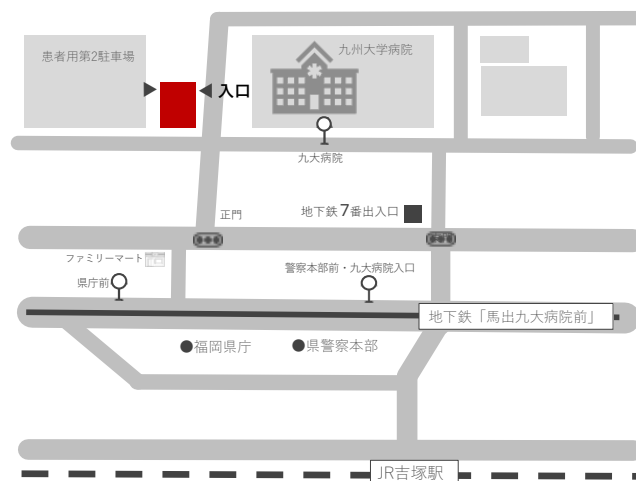 患者用第2駐車場
九州大学病院
入口
九大病院
正門
地下鉄7番出入口
ファミリーマート
警察本部前・九大病院入口
県庁前
地下鉄「馬出九大病院前」
福岡県庁
県警察本部
JR吉塚駅